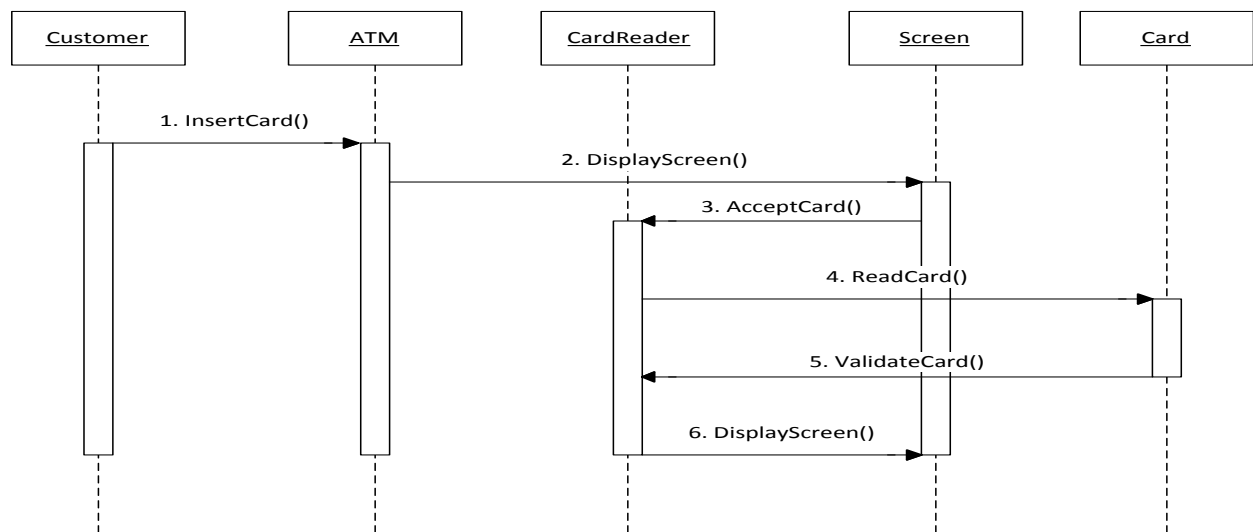 Customer
ATM
CardReader
Screen
Card
1. InsertCard()
2. DisplayScreen()
3. AcceptCard()
4. ReadCard()
5. ValidateCard()
6. DisplayScreen()